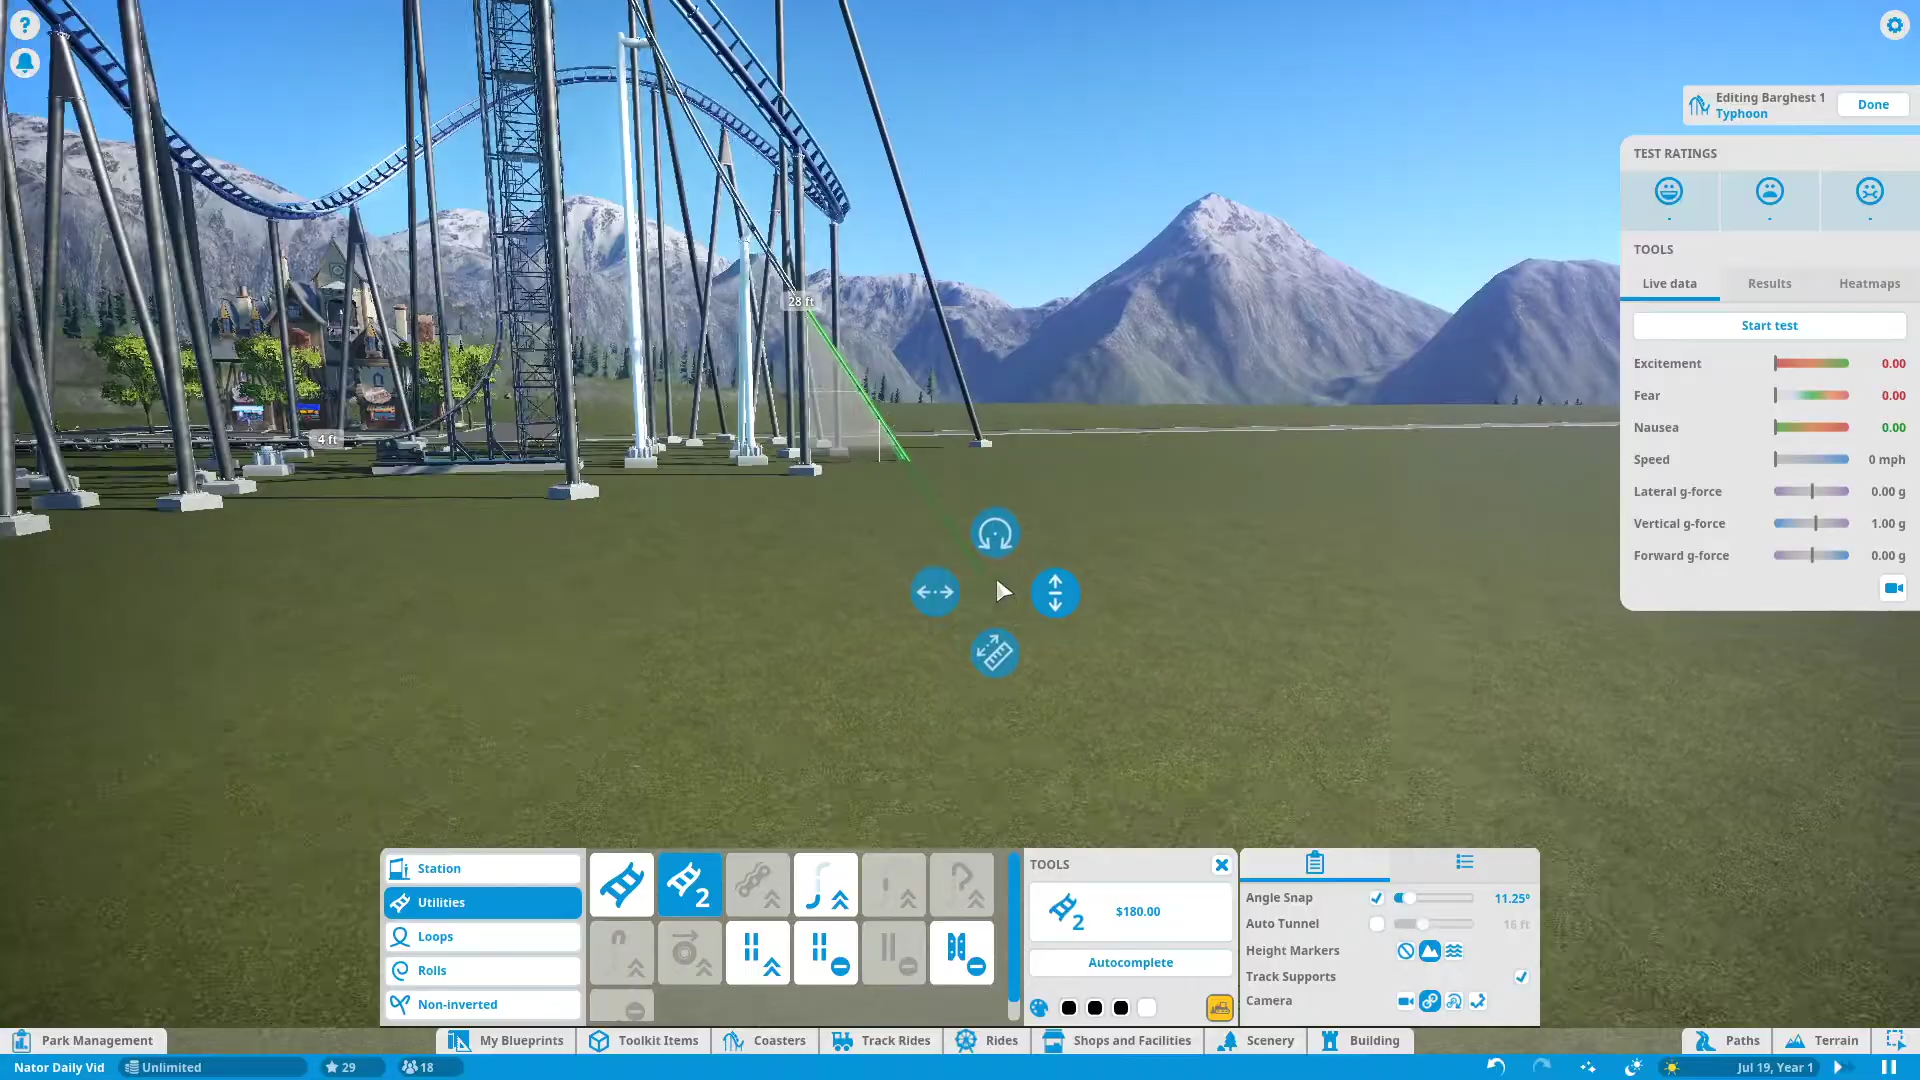 ?
Editing Barghest 1
Typhoon
Done
TEST RATINGS
- - -
TOOLS
Live data Results Heatmaps
Start test
Excitement 0.00
Fear 0.00
Nausea 0.00
Speed 0 mph
Lateral g-force 0.00 g
Vertical g-force 1.00 g
Forward g-force 0.00 g
28 ft
4 ft
Station
Utilities
Loops
Rolls
Non-inverted
2
TOOLS
2 $180.00
Autocomplete
Angle Snap 11.25°
Auto Tunnel 16 ft
Height Markers
Track Supports
Camera
Park Management My Blueprints Toolkit Items Coasters Track Rides Rides Shops and Facilities Scenery Building Paths Terrain
Nator Daily Vid Unlimited 29 18 Jul 19, Year 1